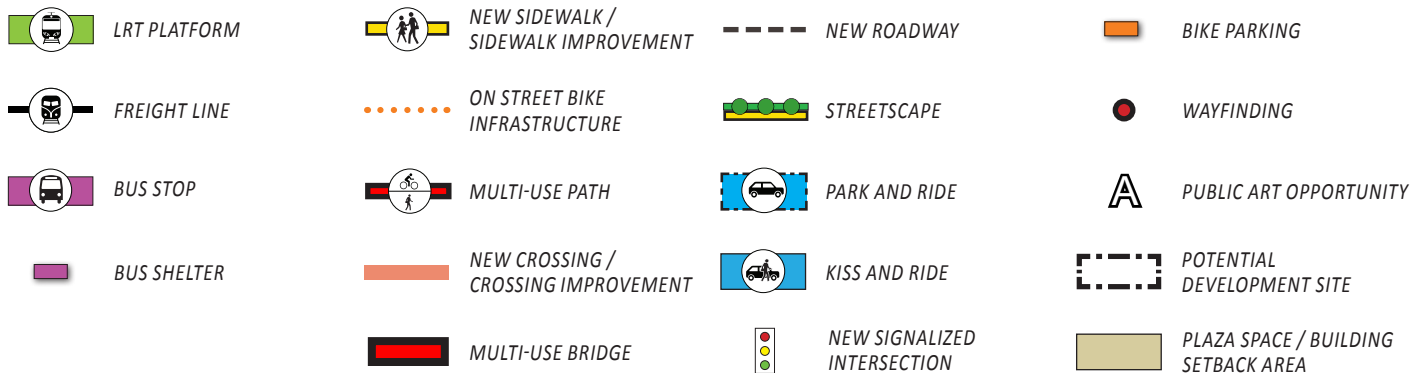 LRT PLATFORM
FREIGHT LINE
BUS STOP
BUS SHELTER
NEW SIDEWALK /
SIDEWALK IMPROVEMENT
ON STREET BIKE
INFRASTRUCTURE
MULTI-USE PATH
NEW CROSSING /
CROSSING IMPROVEMENT
MULTI-USE BRIDGE
NEW ROADWAY
STREETSCAPE
PARK AND RIDE
KISS AND RIDE
NEW SIGNALIZED
INTERSECTION
BIKE PARKING
WAYFINDING
A
PUBLIC ART OPPORTUNITY
POTENTIAL
DEVELOPMENT SITE
PLAZA SPACE / BUILDING
SETBACK AREA